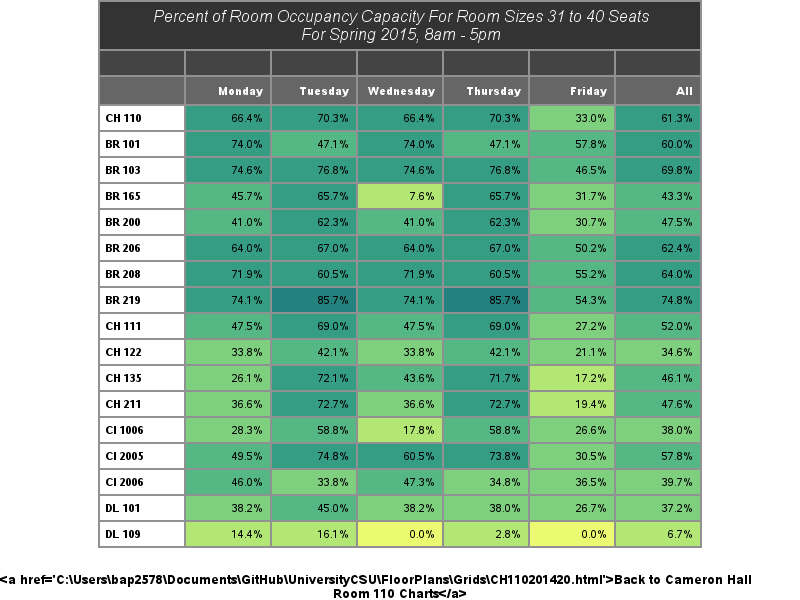 Percent of Room Occupancy Capacity For Room Sizes 31 to 40 Seats
For Spring 2015, 8am - 5pm
Monday Tuesday Wednesday Thursday Friday All
CH 110 66.4% 70.3% 66.4% 70.3% 33.0% 61.3%
BR 101 74.0% 47.1% 74.0% 47.1% 57.8% 60.0%
BR 103 74.6% 76.8% 74.6% 76.8% 46.5% 69.8%
BR 165 45.7% 65.7% 7.6% 65.7% 31.7% 43.3%
BR 200 41.0% 62.3% 41.0% 62.3% 30.7% 47.5%
BR 206 64.0% 67.0% 64.0% 67.0% 50.2% 62.4%
BR 208 71.9% 60.5% 71.9% 60.5% 55.2% 64.0%
BR 219 74.1% 85.7% 74.1% 85.7% 54.3% 74.8%
CH 111 47.5% 69.0% 47.5% 69.0% 27.2% 52.0%
CH 122 33.8% 42.1% 33.8% 42.1% 21.1% 34.6%
CH 135 26.1% 72.1% 43.6% 71.7% 17.2% 46.1%
CH 211 36.6% 72.7% 36.6% 72.7% 19.4% 47.6%
CI 1006 28.3% 58.8% 17.8% 58.8% 26.6% 38.0%
CI 2005 49.5% 74.8% 60.5% 73.8% 30.5% 57.8%
CI 2006 46.0% 33.8% 47.3% 34.8% 36.5% 39.7%
DL 101 38.2% 45.0% 38.2% 38.0% 26.7% 37.2%
DL 109 14.4% 16.1% 0.0% 2.8% 0.0% 6.7%
<a href='C:\Users\bap2578\Documents\GitHub\UniversityCSU\FloorPlans\Grids\CH110201420.html'>Back to Cameron Hall
Room 110 Charts</a>